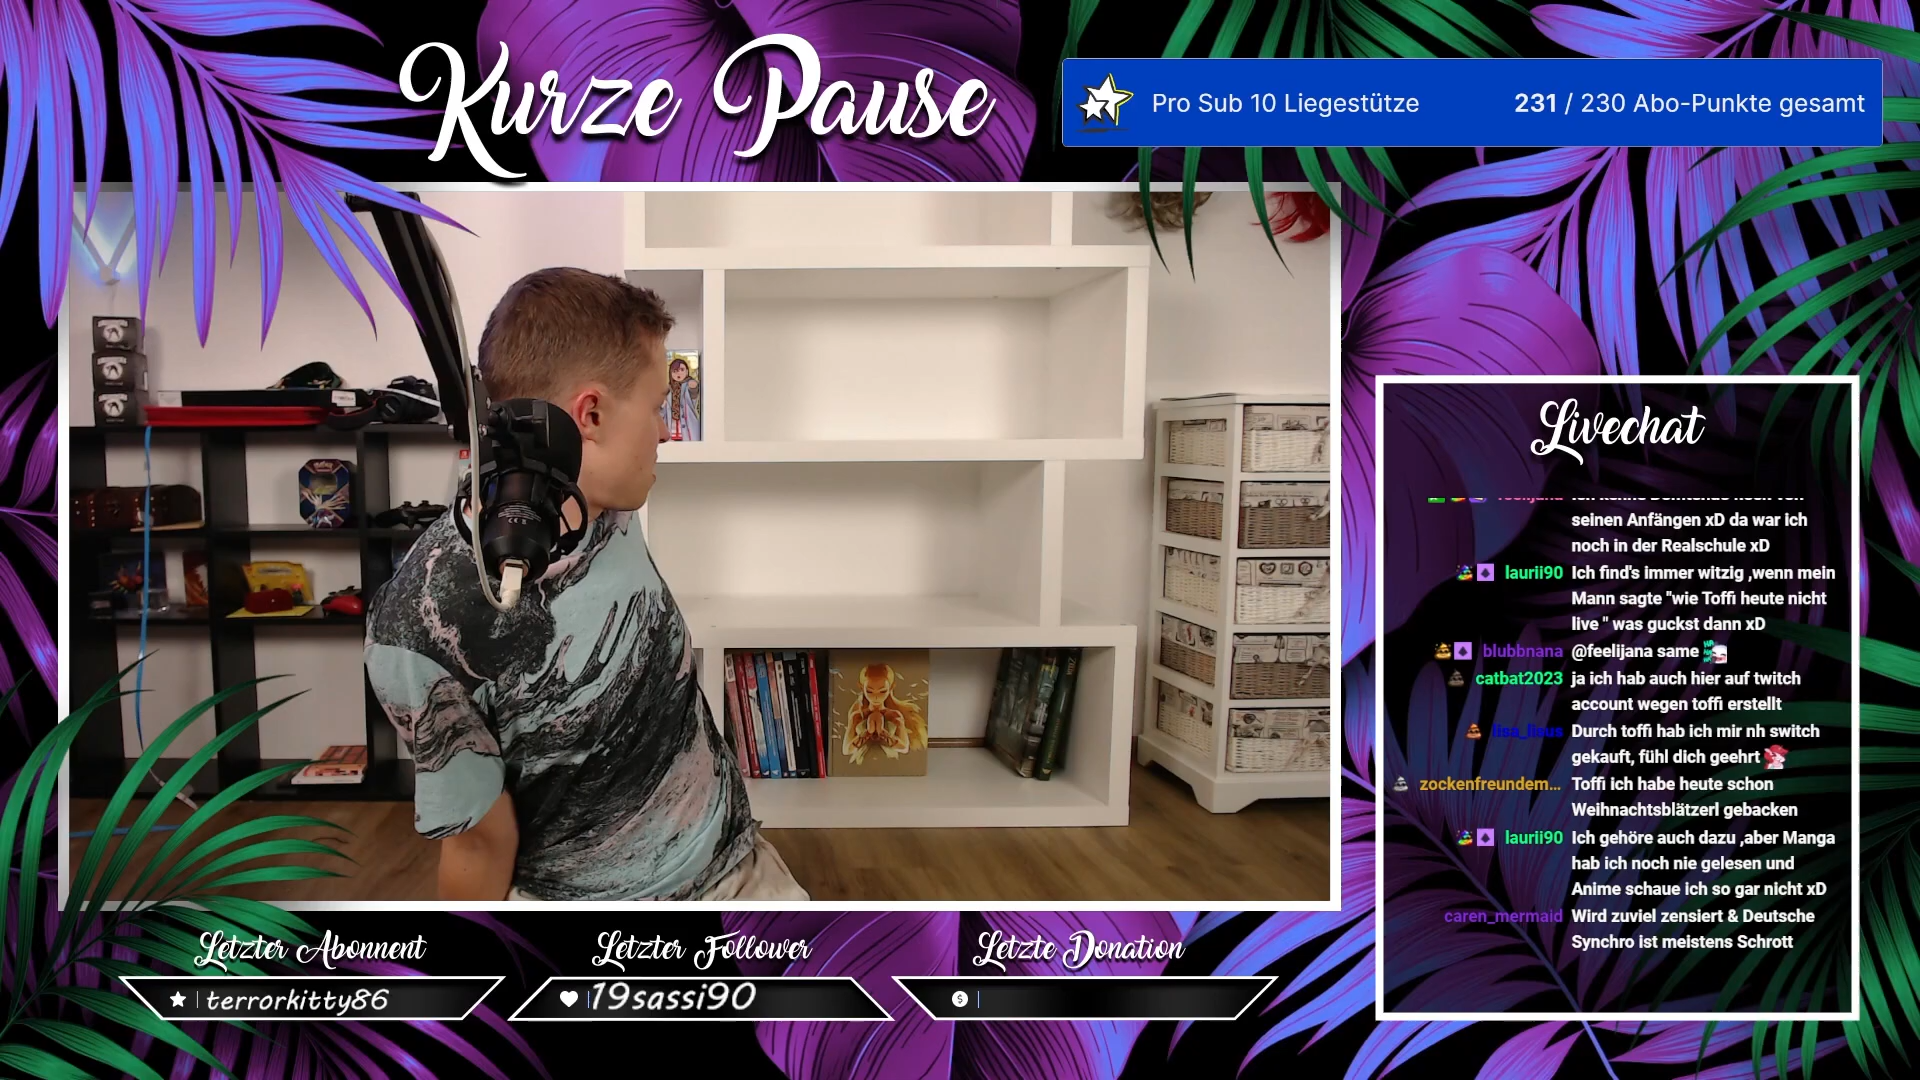 Kurze Pause
Pro Sub 10 Liegestütze 231 / 230 Abo-Punkte gesamt
Livechat
seinen Anfängen xD da war ich
noch in der Realschule xD
laurii90 Ich find's immer witzig ,wenn mein
Mann sagte "wie Toffi heute nicht
live " was guckst dann xD
blubbnana @feelijana same
catbat2023 ja ich hab auch hier auf twitch
account wegen toffi erstellt
Durch toffi hab ich mir nh switch
gekauft, fühl dich geehrt
zockenfreundem... Toffi ich habe heute schon
Weihnachtsblätzerl gebacken
laurii90 Ich gehöre auch dazu ,aber Manga
hab ich noch nie gelesen und
Anime schaue ich so gar nicht xD
caren_mermaid Wird zuviel zensiert & Deutsche
Synchro ist meistens Schrott
Letzter Abonnent
terrorkitty86
Letzter Follower
19sassi90
Letzte Donation